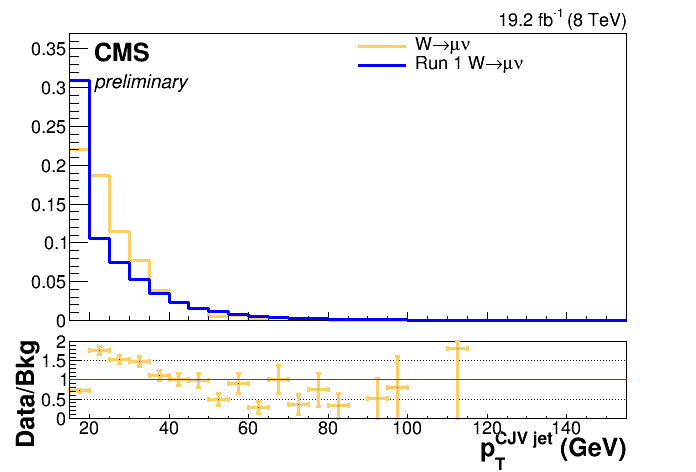 19.2 fb⁻¹ (8 TeV)
CMS
preliminary
W→μν
Run 1 W→μν
0.35
0.3
0.25
0.2
0.15
0.1
0.05
0
Data/Bkg
2
1.5
1
0.5
0
20 40 60 80 100 120 140
p_T^CJV jet (GeV)